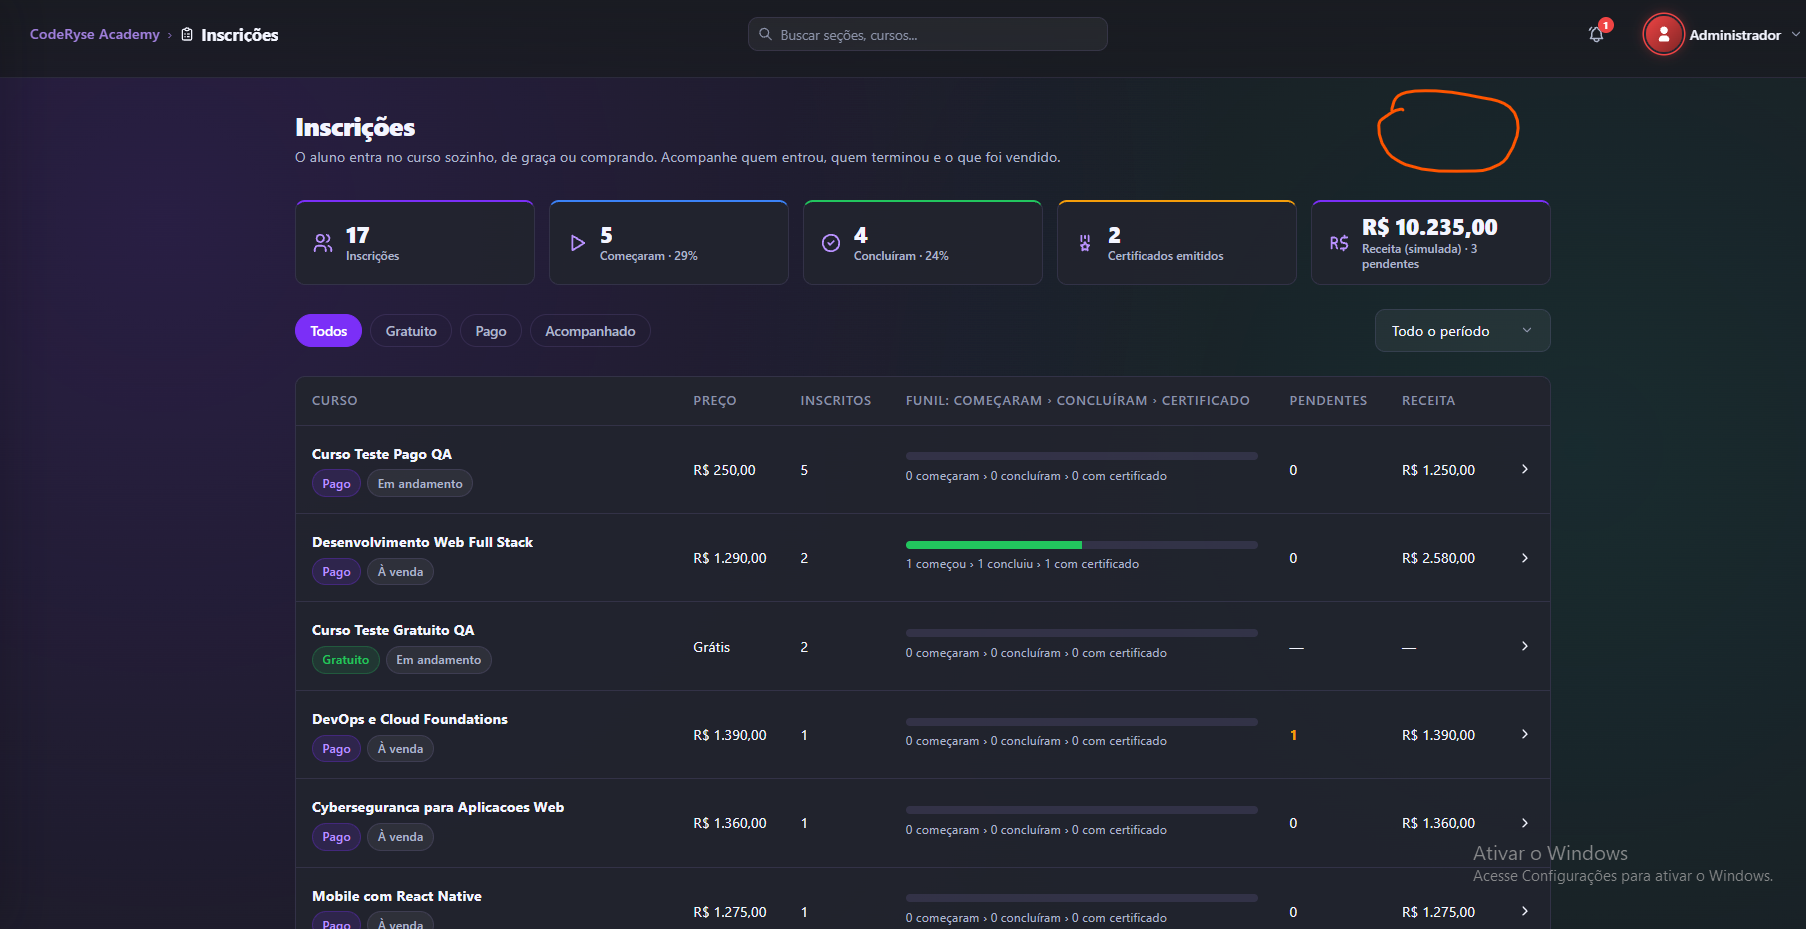 CodeRyse Academy › Inscrições
Buscar seções, cursos...
1
Administrador
Inscrições
O aluno entra no curso sozinho, de graça ou comprando. Acompanhe quem entrou, quem terminou e o que foi vendido.
17
Inscrições
5
Começaram · 29%
4
Concluíram · 24%
2
Certificados emitidos
R$
R$ 10.235,00
Receita (simulada) · 3
pendentes
Todos Gratuito Pago Acompanhado
Todo o período
CURSO PREÇO INSCRITOS FUNIL: COMEÇARAM › CONCLUÍRAM › CERTIFICADO PENDENTES RECEITA
Curso Teste Pago QA
Pago Em andamento
R$ 250,00
5
0 começaram › 0 concluíram › 0 com certificado
0
R$ 1.250,00
Desenvolvimento Web Full Stack
Pago À venda
R$ 1.290,00
2
1 começou › 1 concluiu › 1 com certificado
0
R$ 2.580,00
Curso Teste Gratuito QA
Gratuito Em andamento
Grátis
2
0 começaram › 0 concluíram › 0 com certificado
—
—
DevOps e Cloud Foundations
Pago À venda
R$ 1.390,00
1
0 começaram › 0 concluíram › 0 com certificado
1
R$ 1.390,00
Cyberseguranca para Aplicacoes Web
Pago À venda
R$ 1.360,00
1
0 começaram › 0 concluíram › 0 com certificado
0
R$ 1.360,00
Mobile com React Native
Pago À venda
R$ 1.275,00
1
0 começaram › 0 concluíram › 0 com certificado
0
R$ 1.275,00
Ativar o Windows
Acesse Configurações para ativar o Windows.